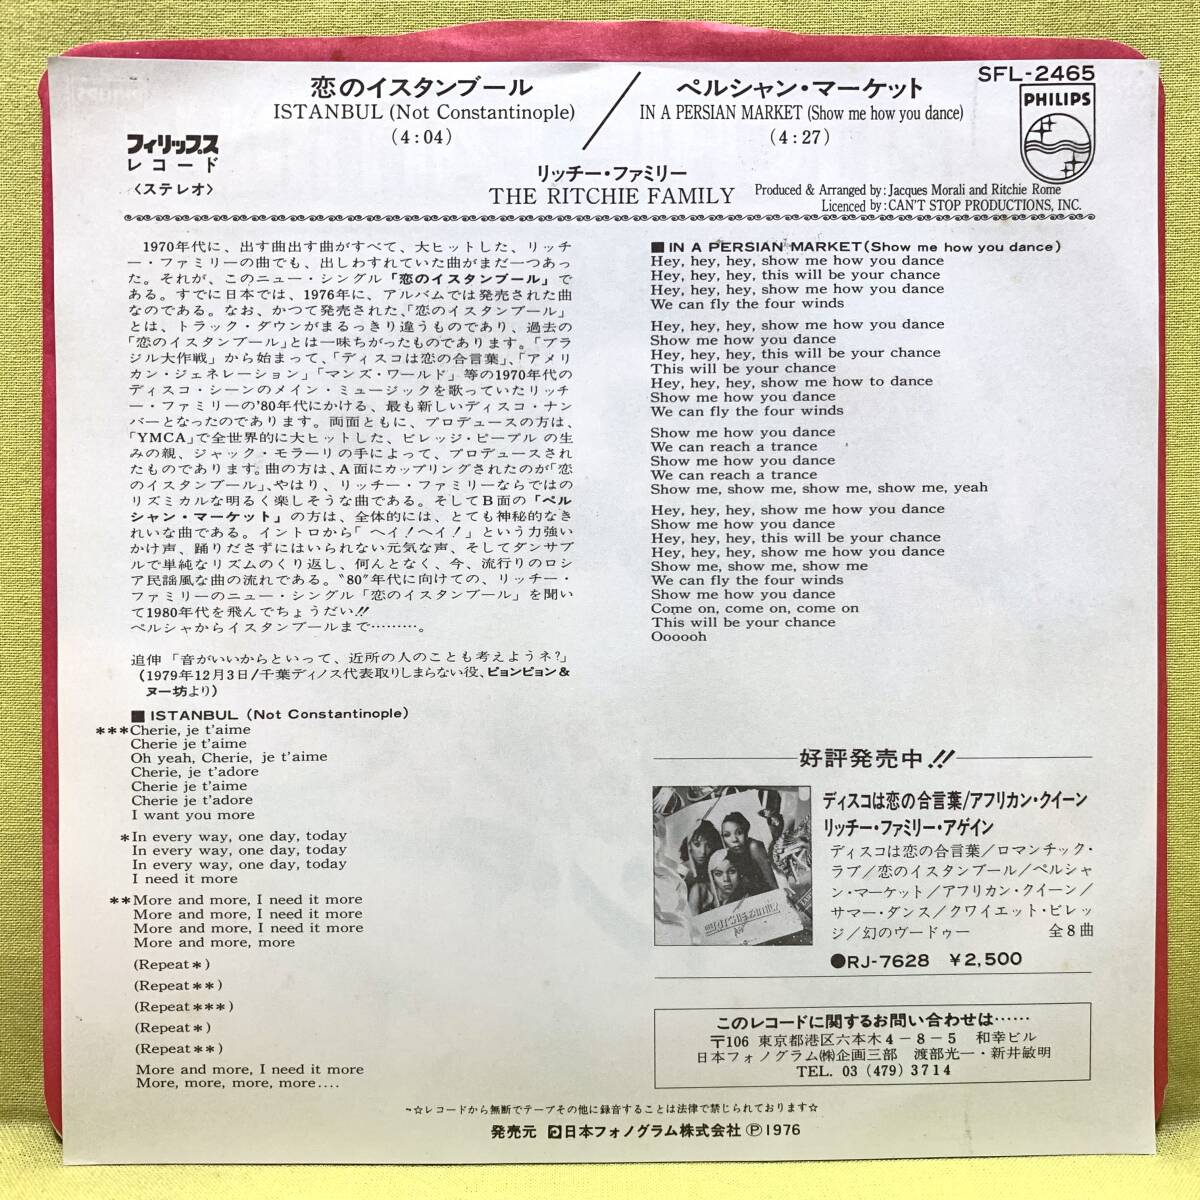 恋のイスタンブール
ISTANBUL (Not Constantinople)
(4:04)
ペルシャン・マーケット
IN A PERSIAN MARKET (Show me how you dance)
(4:27)
SFL-2465
PHILIPS
フィリップス
レコード
〈ステレオ〉
リッチー・ファミリー
THE RITCHIE FAMILY
Produced & Arranged by: Jacques Morali and Ritchie Rome
Licenced by: CAN'T STOP PRODUCTIONS, INC.
1970年代に、出す曲出す曲がすべて、大ヒットした、リッチ
ー・ファミリーの曲でも、出しわすれていた曲がまだ一つあっ
た。それが、このニュー・シングル「恋のイスタンブール」で
ある。すでに日本では、1976年に、アルバムでは発売された曲
なのである。なお、かつて発売された、「恋のイスタンブール」
とは、トラック・ダウンがまるっきり違うものであり、過去の
「恋のイスタンブール」とは一味ちがったものであります。「ブラ
ジル大作戦」から始まって、「ディスコは恋の合言葉」、「アメリ
カン・ジェネレーション」「マンズ・ワールド」等の1970年代の
ディスコ・シーンのメイン・ミュージックを歌っていたリッチ
ー・ファミリーの'80年代にかける、最も新しいディスコ・ナン
バーとなったのであります。両面ともに、プロデュースの方は、
「YMCA」で全世界的に大ヒットした、ビレッジ・ピープルの生
みの親、ジャック・モラーリの手によって、プロデュースされ
たものであります。曲の方は、A面にカップリングされたのが「恋
のイスタンブール」、やはり、リッチー・ファミリーならではの
リズミカルな明るく楽しそうな曲である。そしてB面の「ペル
シャン・マーケット」の方は、全体的には、とても神秘的なき
れいな曲である。イントロから「ヘイ！ヘイ！」という力強い
かけ声、踊りださずにはいられない元気な声、そしてダンサブ
ルで単純なリズムのくり返し、何んとなく、今、流行りのロシ
ア民謡風な曲の流れである。"80"年代に向けての、リッチー・
ファミリーのニュー・シングル「恋のイスタンブール」を聞い
て1980年代を飛んでちょうだい!!
ペルシャからイスタンブールまで………。
追伸「音がいいからといって、近所の人のことも考えようネ?」
(1979年12月3日/千葉ディノス代表取りしまらない役、ピョンピョン&
ヌー坊より)
■ ISTANBUL (Not Constantinople)
***Cherie, je t'aime
Cherie je t'aime
Oh yeah, Cherie, je t'aime
Cherie, je t'adore
Cherie, je t'aime
Cherie je t'adore
I want you more
*In every way, one day, today
In every way, one day, today
In every way, one day, today
I need it more
**More and more, I need it more
More and more, I need it more
More and more, I need it more
More and more, more
(Repeat*)
(Repeat**)
(Repeat***)
(Repeat*)
(Repeat**)
More and more, I need it more
More, more, more, more....
■ IN A PERSIAN MARKET (Show me how you dance)
Hey, hey, hey, show me how you dance
Hey, hey, hey, this will be your chance
Hey, hey, hey, show me how you dance
We can fly the four winds
Hey, hey, hey, show me how you dance
Show me how you dance
Hey, hey, hey, this will be your chance
This will be your chance
Hey, hey, hey, show me how to dance
Show me how you dance
We can fly the four winds
Show me how you dance
We can reach a trance
Show me how you dance
We can reach a trance
Show me, show me, show me, show me, yeah
Hey, hey, hey, show me how you dance
Show me how you dance
Hey, hey, hey, this will be your chance
Hey, hey, hey, show me how you dance
Show me, show me, show me
We can fly the four winds
Show me how you dance
Come on, come on, come on
This will be your chance
Oooooh
好評発売中!!
ディスコは恋の合言葉/アフリカン・クイーン
リッチー・ファミリー・アゲイン
ディスコは恋の合言葉/ロマンチック・
ラブ/恋のイスタンブール/ペルシャ
ン・マーケット/アフリカン・クイーン/
サマー・ダンス/クワイエット・ビレッ
ジ/幻のヴードゥー 全8曲
●RJ-7628 ¥2,500
このレコードに関するお問い合わせは……
〒106 東京都港区六本木4-8-5 和幸ビル
日本フォノグラム㈱企画三部 渡部光一・新井敏明
TEL. 03 (479) 3714
☆レコードから無断でテープその他に録音することは法律で禁じられております☆
発売元 日本フォノグラム株式会社 Ⓟ1976